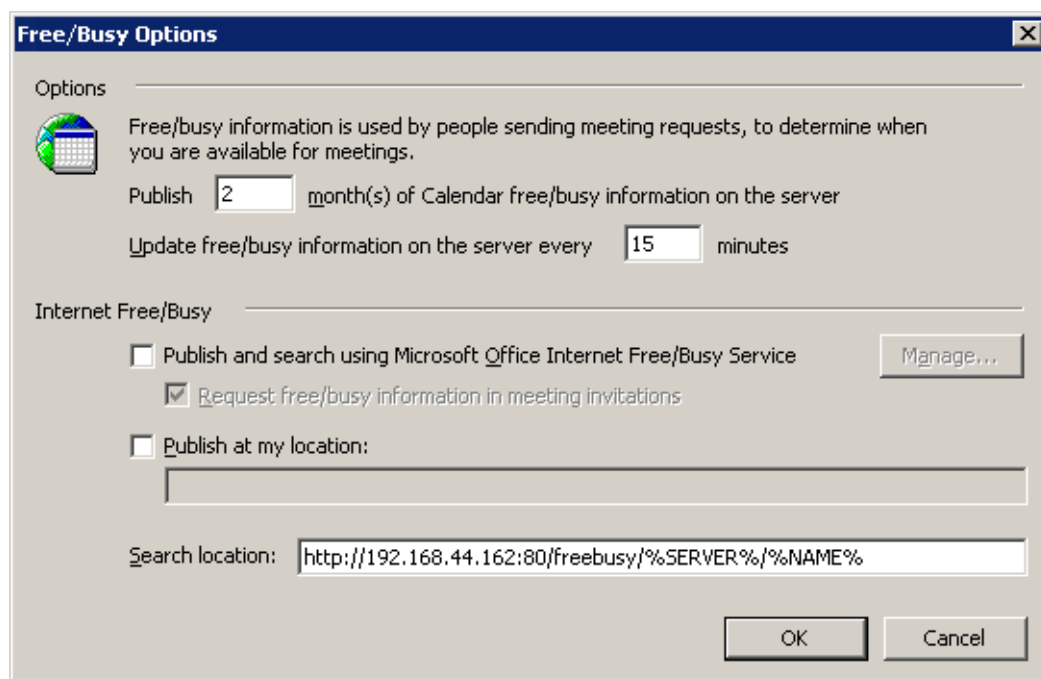 Free/Busy Options
Options
Free/busy information is used by people sending meeting requests, to determine when
you are available for meetings.
Publish 2 month(s) of Calendar free/busy information on the server
Update free/busy information on the server every 15 minutes
Internet Free/Busy
Publish and search using Microsoft Office Internet Free/Busy Service Manage...
Request free/busy information in meeting invitations
Publish at my location:
Search location: http://192.168.44.162:80/freebusy/%SERVER%/%NAME%
OK Cancel